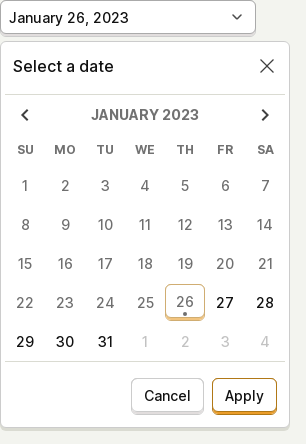 January 26, 2023
Select a date
JANUARY 2023
SU MO TU WE TH FR SA
1 2 3 4 5 6 7
8 9 10 11 12 13 14
15 16 17 18 19 20 21
22 23 24 25 26 27 28
29 30 31 1 2 3 4
Cancel Apply